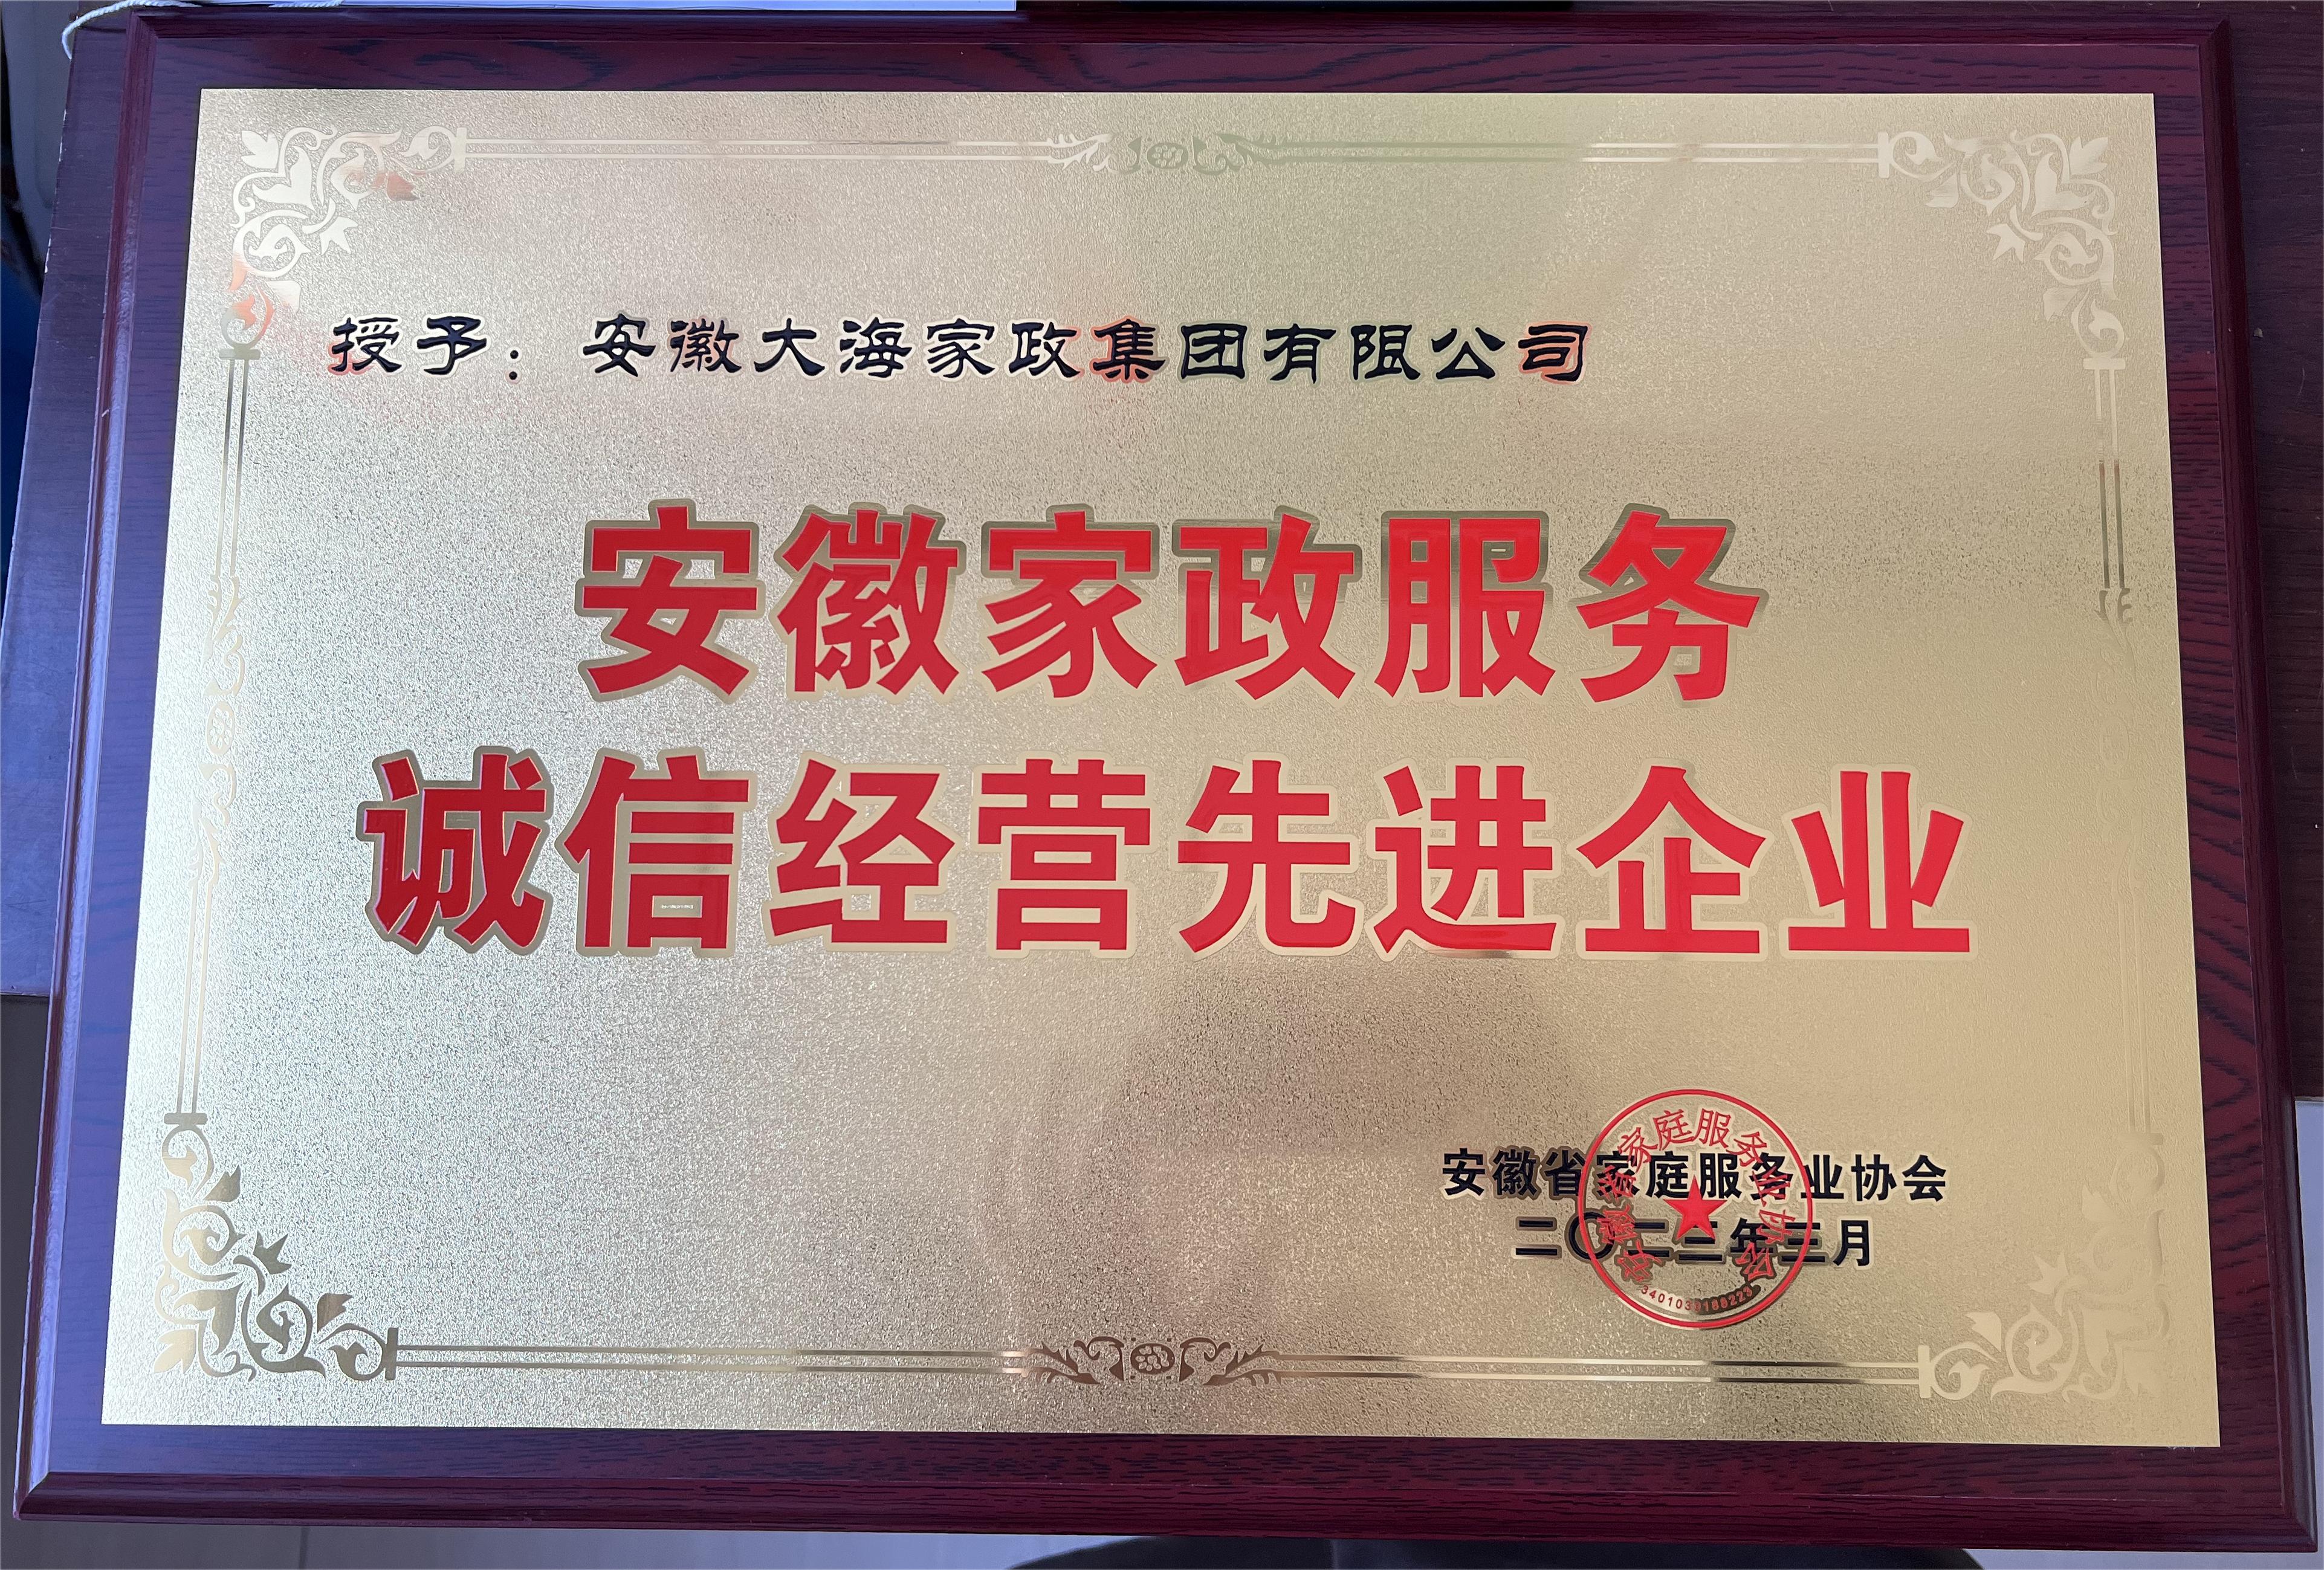 授予：安徽大海家政集团有限公司
安徽家政服务
诚信经营先进企业
安徽省家庭服务业协会
二〇二二年三月